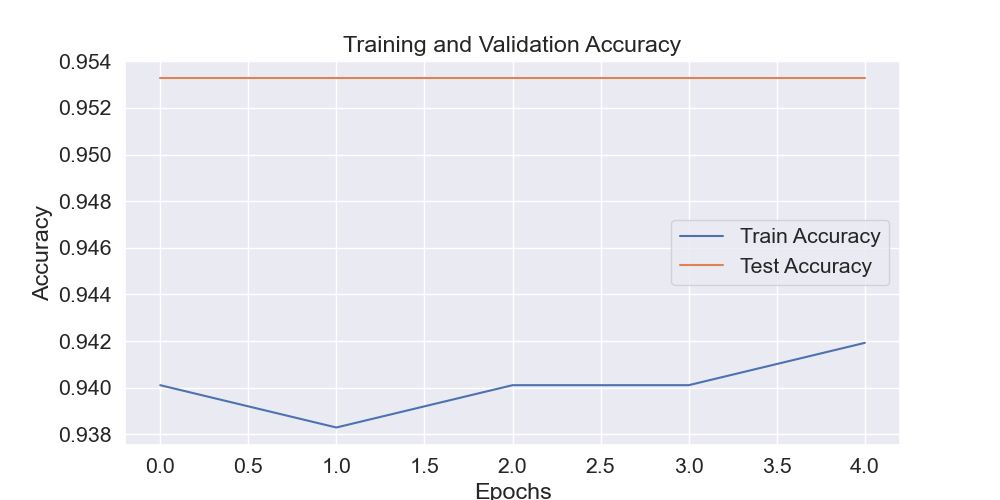 Training and Validation Accuracy
0.954
0.952
0.950
0.948
0.946
0.944
0.942
0.940
0.938
Accuracy
Train Accuracy
Test Accuracy
0.0 0.5 1.0 1.5 2.0 2.5 3.0 3.5 4.0
Epochs